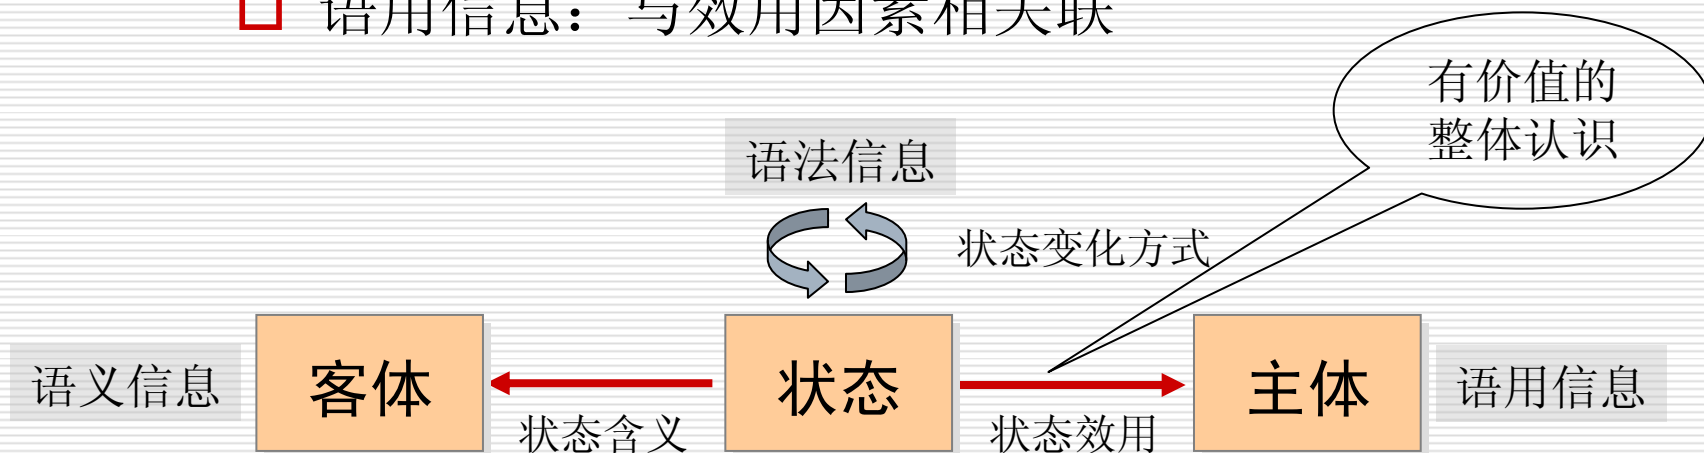 语用信息：与效用因素相关联
有价值的
整体认识
语法信息
状态变化方式
语义信息
客体
状态
主体
语用信息
状态含义
状态效用